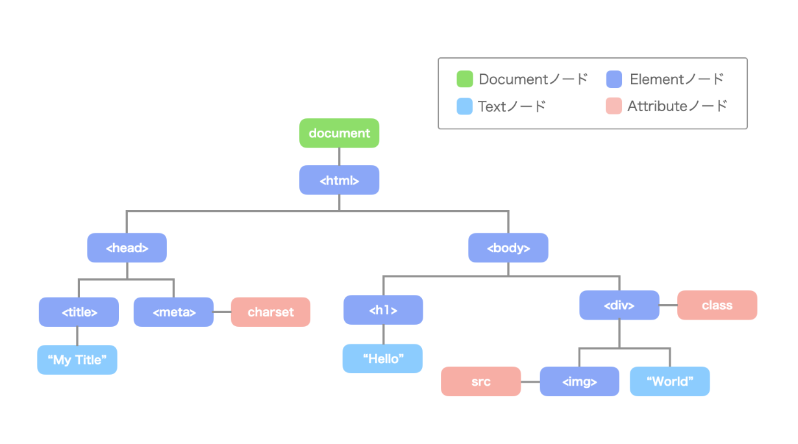 Documentノード
Elementノード
Textノード
Attributeノード
document
<html>
<head>
<body>
<title>
<meta>
charset
<h1>
<div>
class
"My Title"
"Hello"
src
<img>
"World"